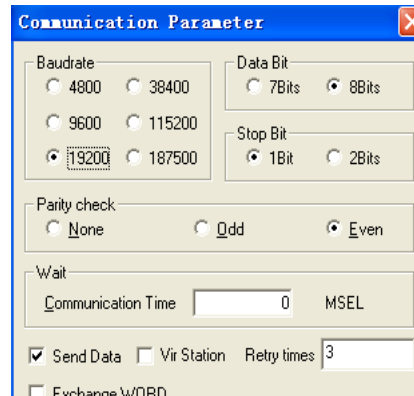 Communication Parameter
Baudrate
4800 38400
9600 115200
19200 187500
Data Bit
7Bits 8Bits
Stop Bit
1Bit 2Bits
Parity check
None Odd Even
Wait
Communication Time 0 MSEL
Send Data Vir Station Retry times 3
Exchange WORD